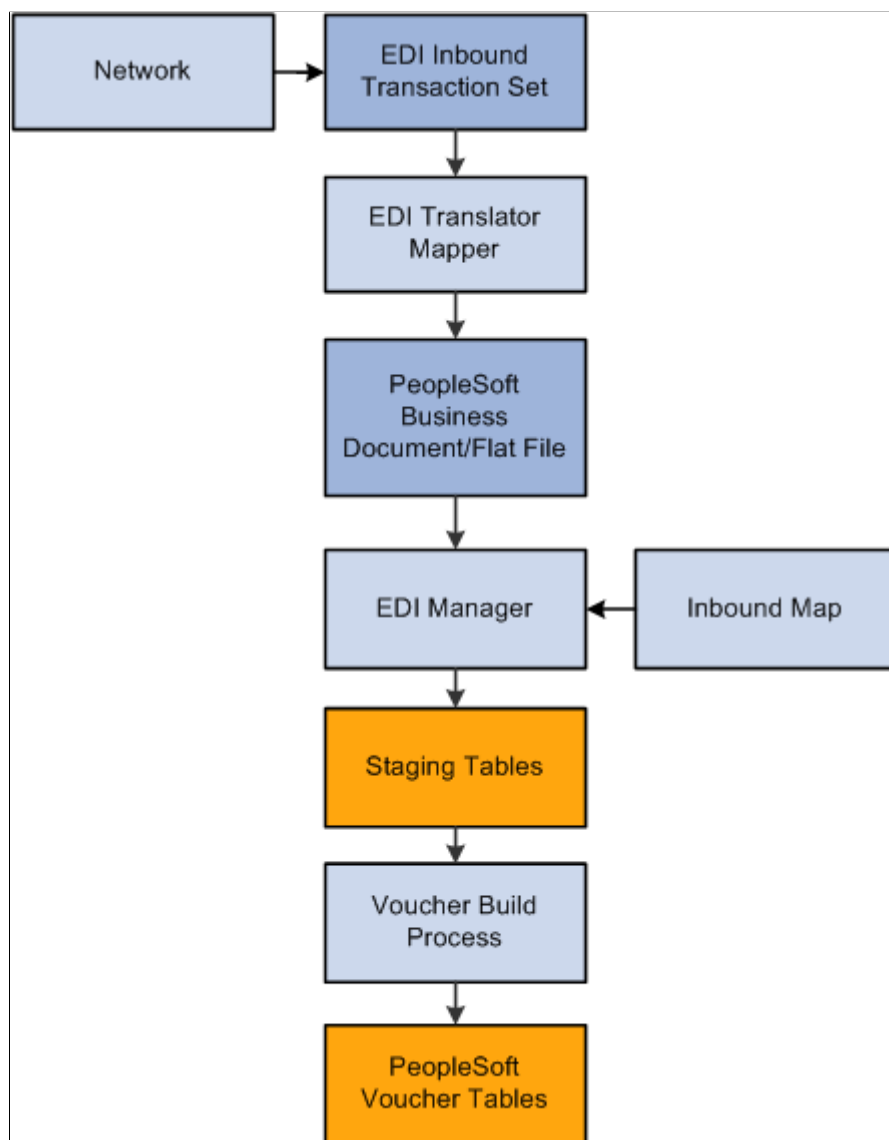 Network
EDI Inbound
Transaction Set
EDI Translator
Mapper
PeopleSoft
Business
Document/Flat File
EDI Manager
Inbound Map
Staging Tables
Voucher Build
Process
PeopleSoft
Voucher Tables